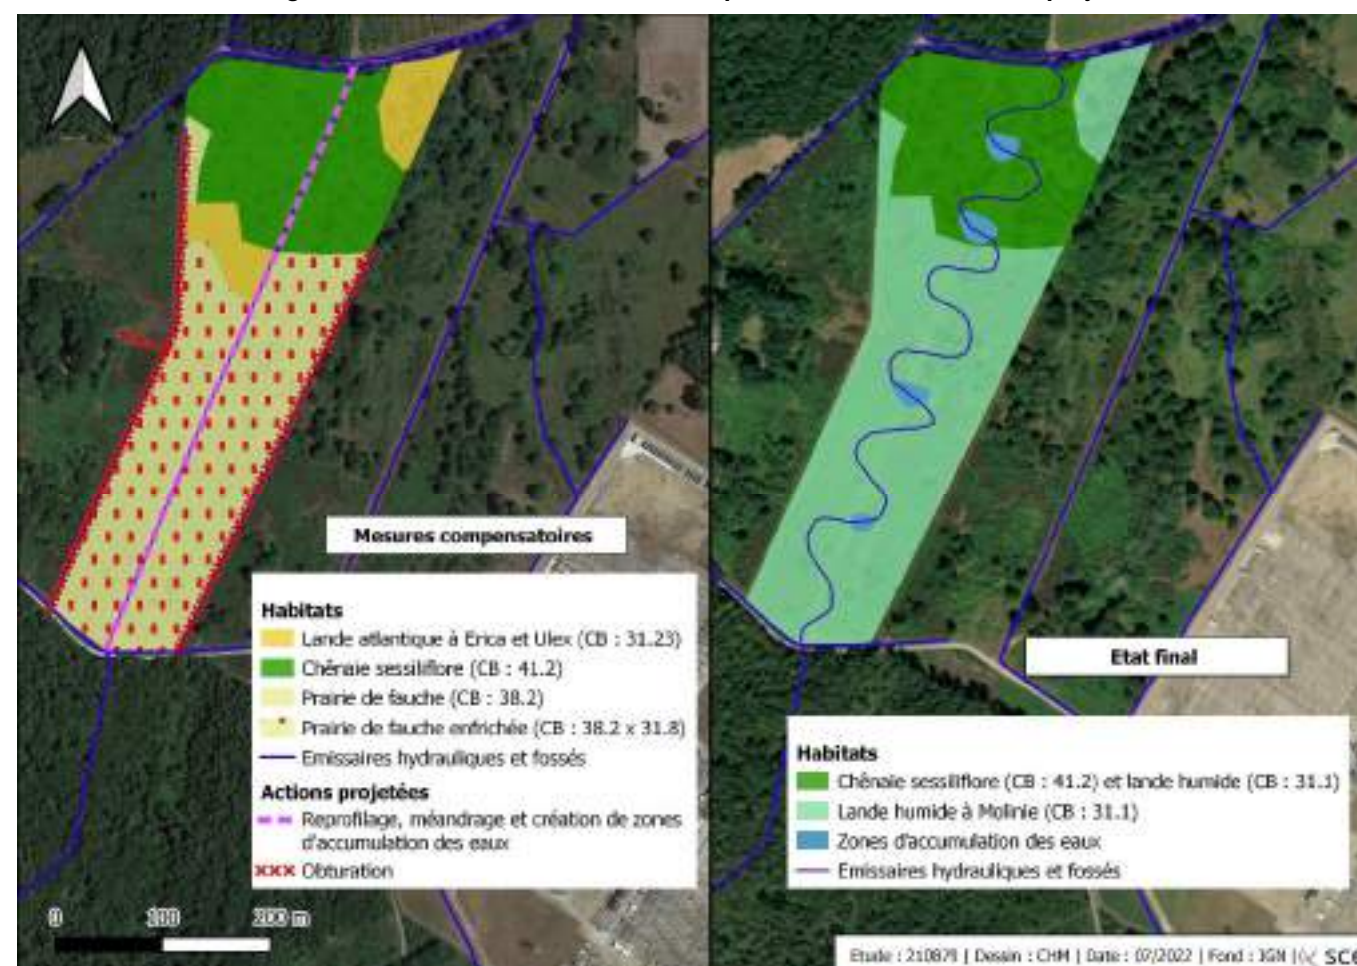 Mesures compensatoires
Habitats
Lande atlantique à Erica et Ulex (CB : 31.23)
Chênaie sessiliflore (CB : 41.2)
Prairie de fauche (CB : 38.2)
Prairie de fauche enfrichée (CB : 38.2 x 31.8)
Emissaires hydrauliques et fossés
Actions projetées
Reprofilage, méandrage et création de zones
d'accumulation des eaux
xxx Obturation
0 100 200 m
Etat final
Habitats
Chênaie sessiliflore (CB : 41.2) et lande humide (CB : 31.1)
Lande humide à Molinie (CB : 31.1)
Zones d'accumulation des eaux
Emissaires hydrauliques et fossés
Etude : 210879 | Dessin : CHM | Date : 07/2022 | Fond : IGN |